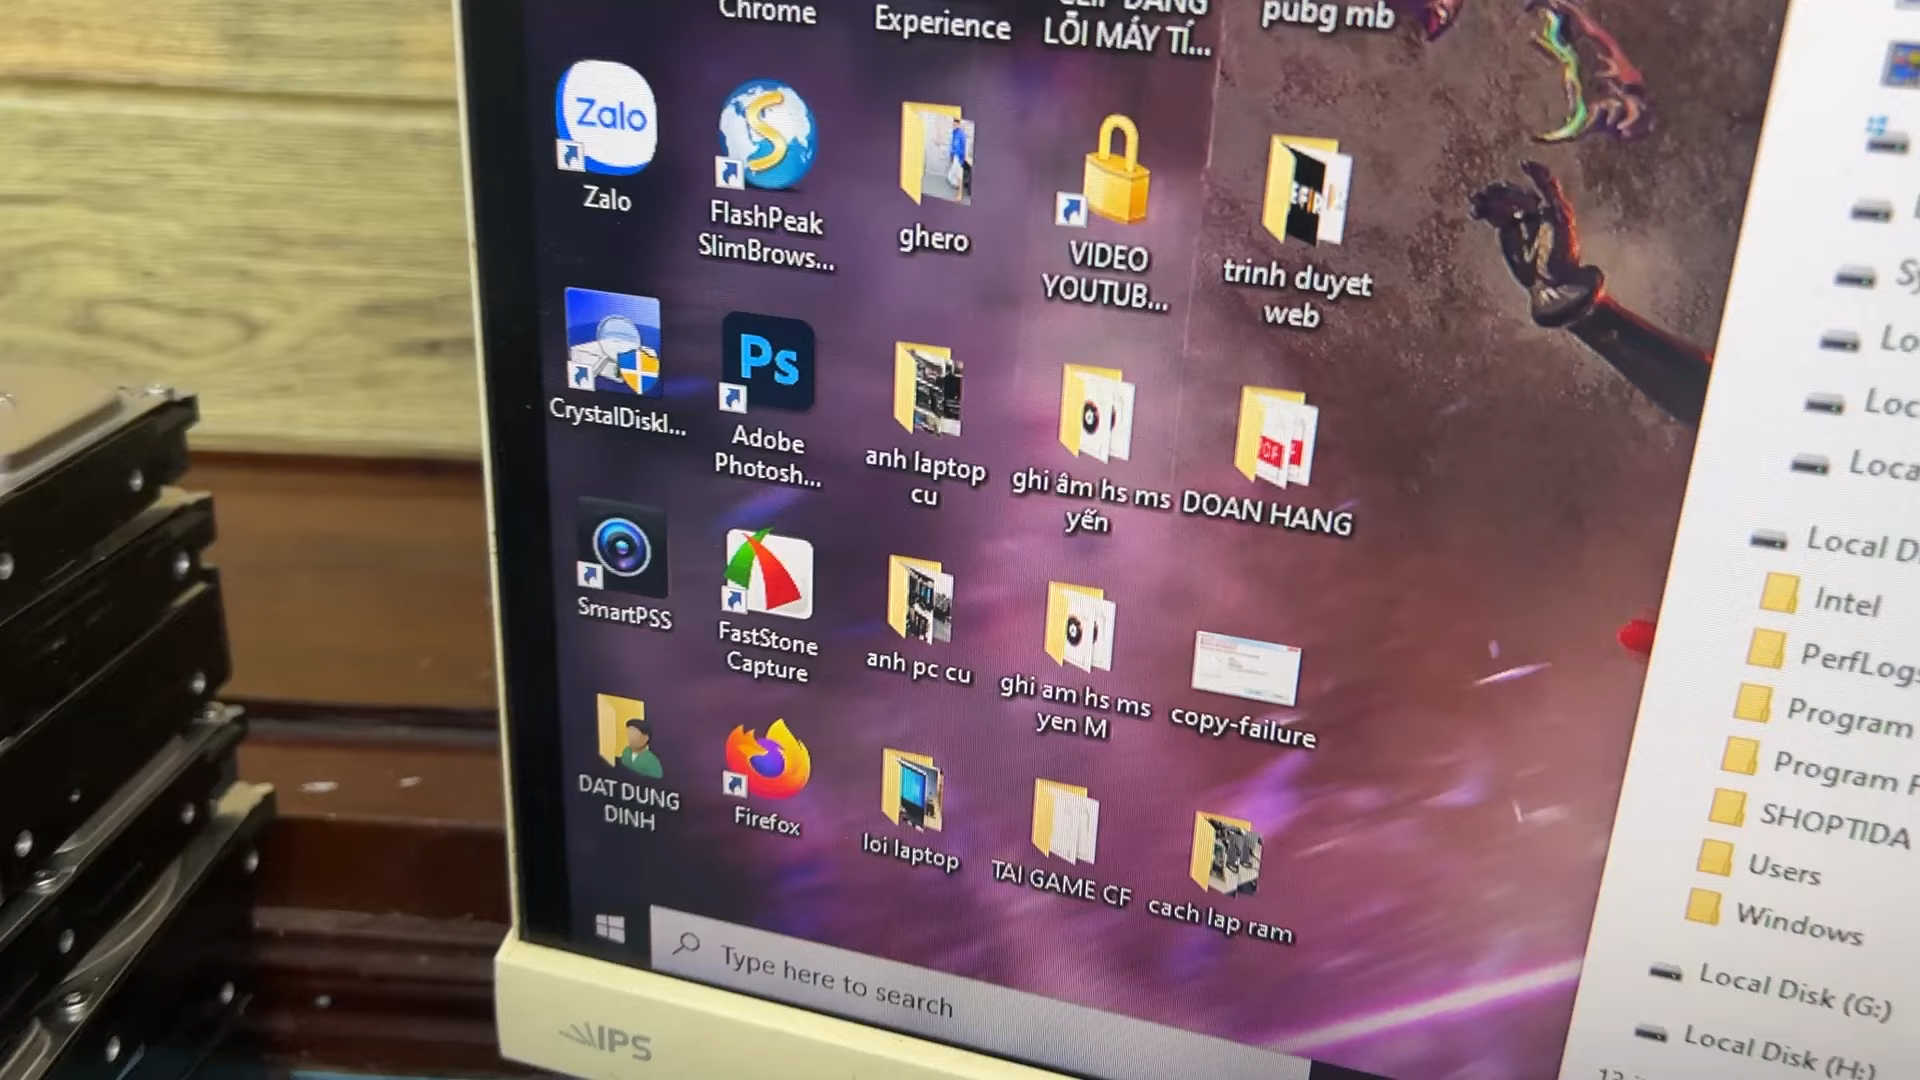 Chrome
Experience
LỖI MÁY TÍ...
pubg mb
Zalo
Zalo
FlashPeak
SlimBrows...
ghero
VIDEO
YOUTUB...
trinh duyet
web
CrystalDiskI...
Ps
Adobe
Photosh...
anh laptop
cu
ghi âm hs ms
yến
DOAN HANG
SmartPSS
FastStone
Capture
anh pc cu
ghi am hs ms
yen M
copy-failure
DAT DUNG
DINH
Firefox
loi laptop
TAI GAME CF
cach lap ram
Type here to search
IPS
Sy
Lo
Loc
Loca
Local D
Intel
PerfLogs
Program
Program F
SHOPTIDA
Users
Windows
Local Disk (G:)
Local Disk (H:)